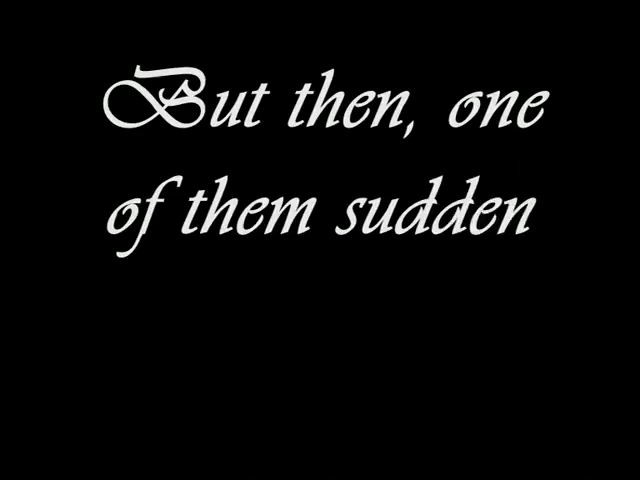 But then, one
of them sudden